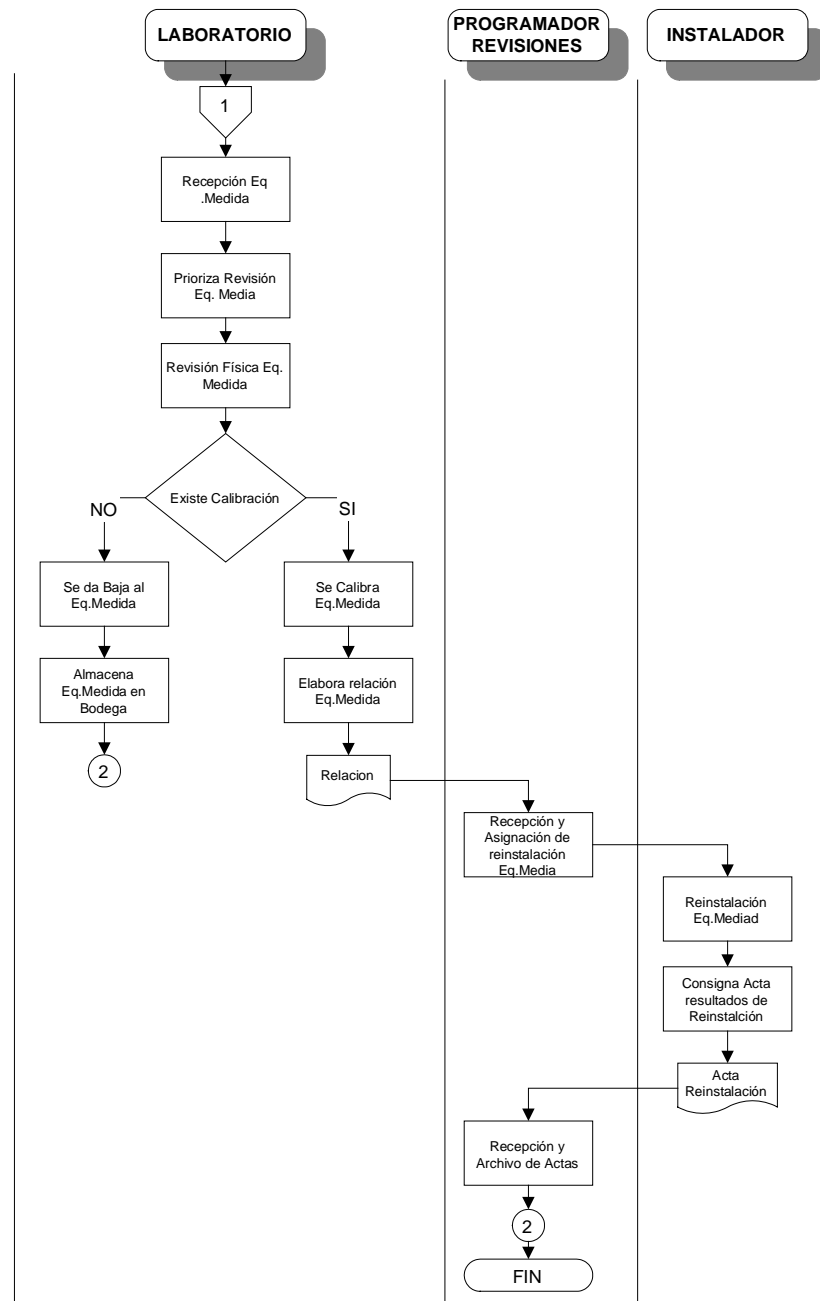 LABORATORIO
PROGRAMADOR
REVISIONES
INSTALADOR
1
Recepción Eq
.Medida
Prioriza Revisión
Eq. Media
Revisión Física Eq.
Medida
Existe Calibración
NO
SI
Se da Baja al
Eq.Medida
Se Calibra
Eq.Medida
Almacena
Eq.Medida en
Bodega
Elabora relación
Eq.Medida
2
Relacion
Recepción y
Asignación de
reinstalación
Eq.Media
Reinstalación
Eq.Mediad
Consigna Acta
resultados de
Reinstalción
Acta
Reinstalación
Recepción y
Archivo de Actas
2
FIN